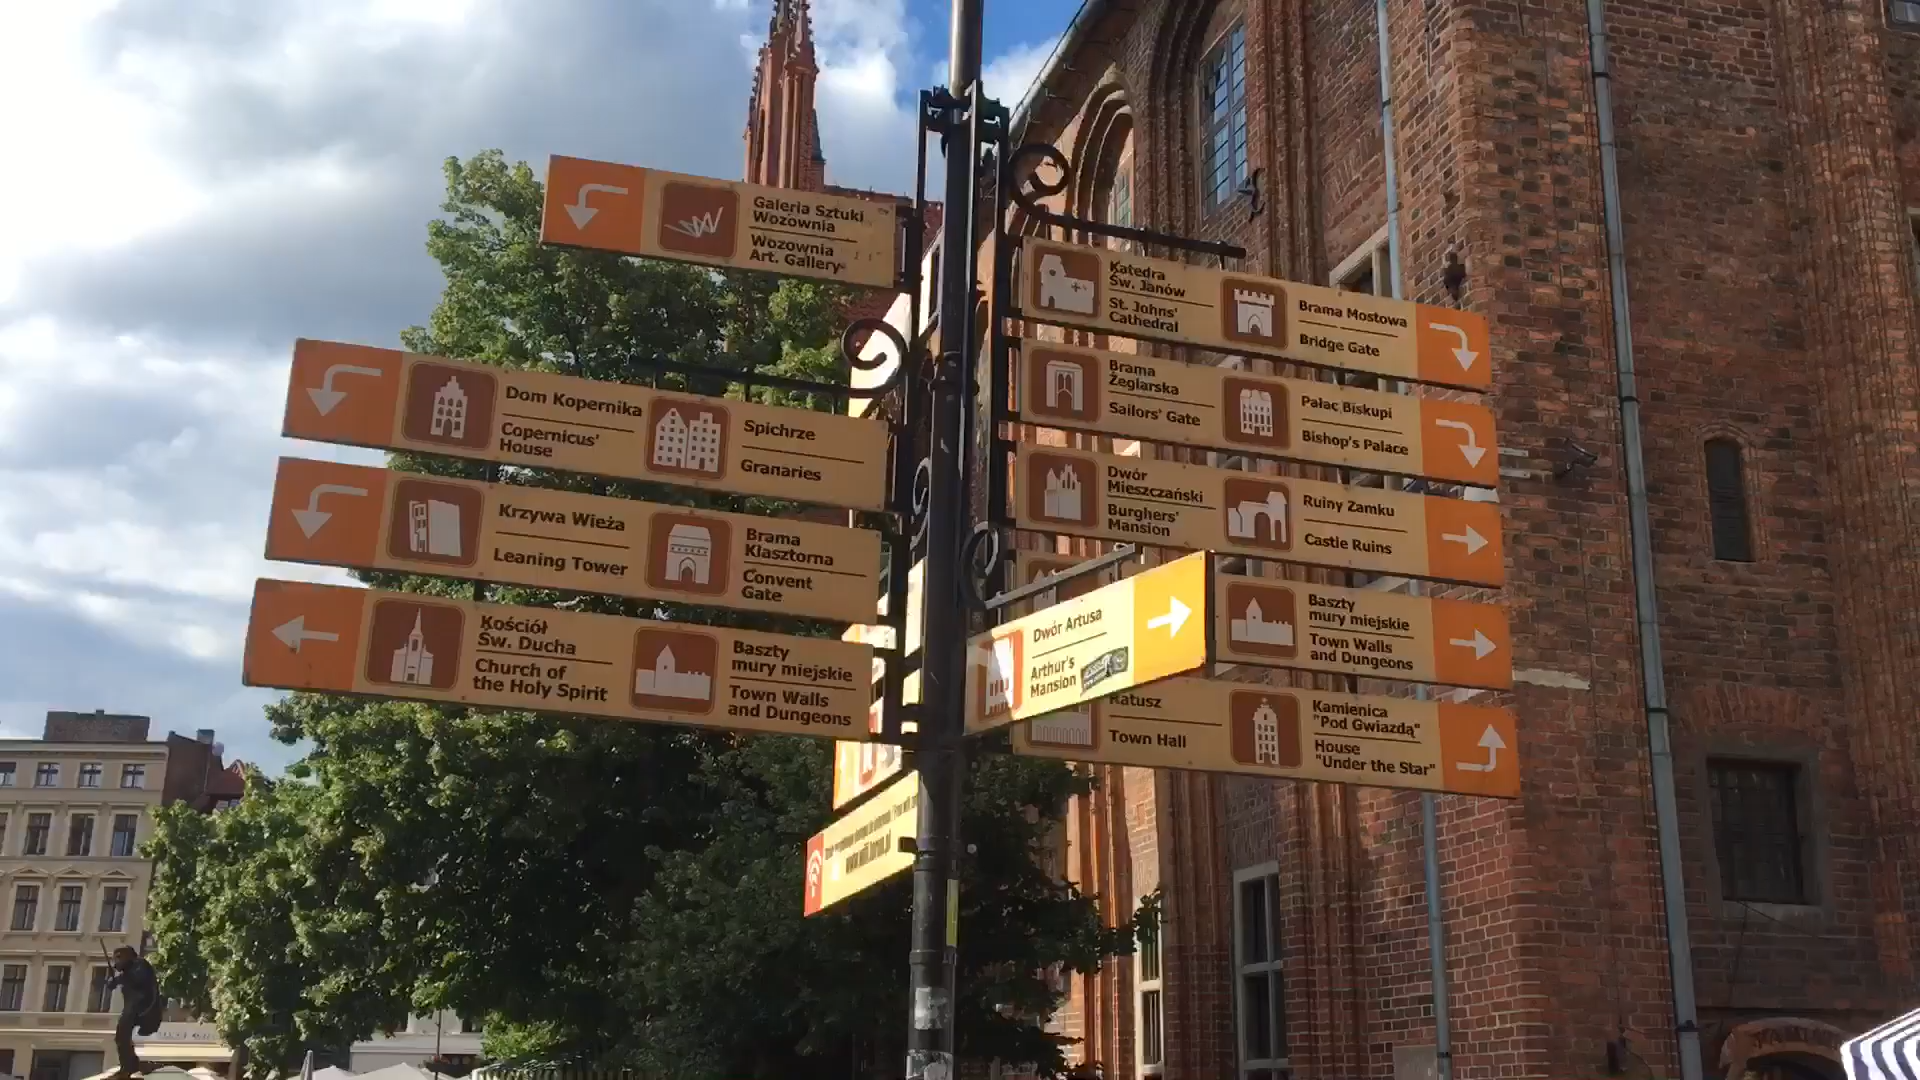 Galeria Sztuki
Wozownia
Wozownia
Art. Gallery
Dom Kopernika
Copernicus'
House
Spichrze
Granaries
Krzywa Wieża
Leaning Tower
Brama
Klasztorna
Convent
Gate
Kościół
Św. Ducha
Church of
the Holy Spirit
Baszty
mury miejskie
Town Walls
and Dungeons
Katedra
Św. Janów
St. Johns'
Cathedral
Brama Mostowa
Bridge Gate
Brama
Żeglarska
Sailors' Gate
Pałac Biskupi
Bishop's Palace
Dwór
Mieszczański
Burghers'
Mansion
Ruiny Zamku
Castle Ruins
Dwór Artusa
Arthur's
Mansion
Baszty
mury miejskie
Town Walls
and Dungeons
Ratusz
Town Hall
Kamienica
"Pod Gwiazdą"
House
"Under the Star"